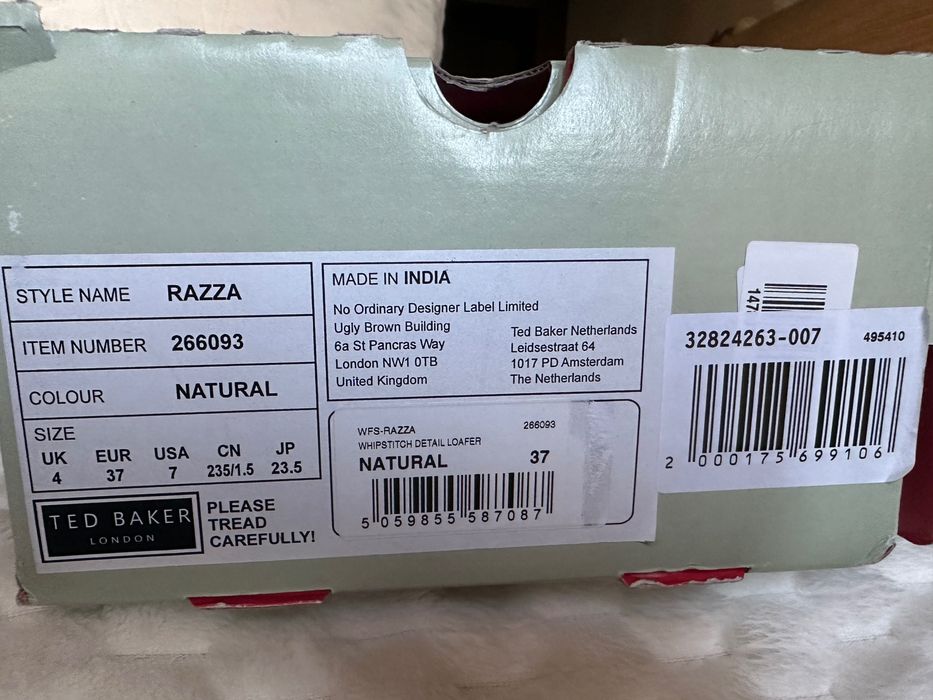 STYLE NAME RAZZA
ITEM NUMBER 266093
COLOUR NATURAL
SIZE
UK EUR USA CN JP
4 37 7 235/1.5 23.5
TED BAKER
LONDON
PLEASE
TREAD
CAREFULLY!
MADE IN INDIA
No Ordinary Designer Label Limited
Ugly Brown Building
6a St Pancras Way
London NW1 0TB
United Kingdom
Ted Baker Netherlands
Leidsestraat 64
1017 PD Amsterdam
The Netherlands
WFS-RAZZA 266093
WHIPSTITCH DETAIL LOAFER
NATURAL 37
5 059855 587087
147
32824263-007 495410
2 000175 699106